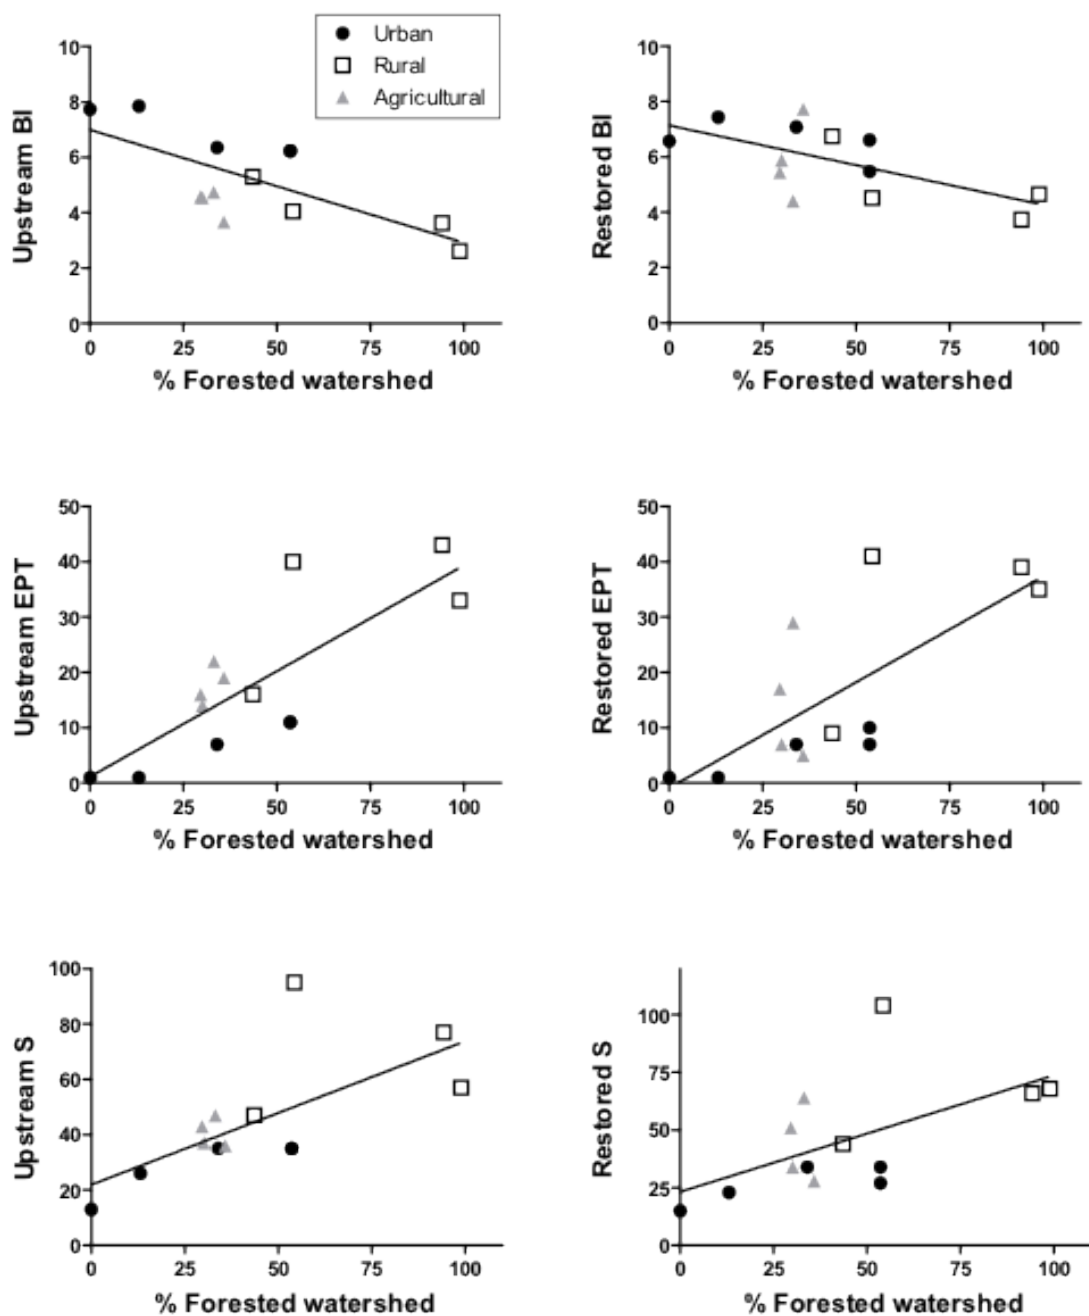 Urban
Rural
Agricultural
Upstream BI
10
8
6
4
2
0
0 25 50 75 100
% Forested watershed
Restored BI
10
8
6
4
2
0
0 25 50 75 100
% Forested watershed
Upstream EPT
50
40
30
20
10
0
0 25 50 75 100
% Forested watershed
Restored EPT
50
40
30
20
10
0
0 25 50 75 100
% Forested watershed
Upstream S
100
80
60
40
20
0
0 25 50 75 100
% Forested watershed
Restored S
100
75
50
25
0
0 25 50 75 100
% Forested watershed